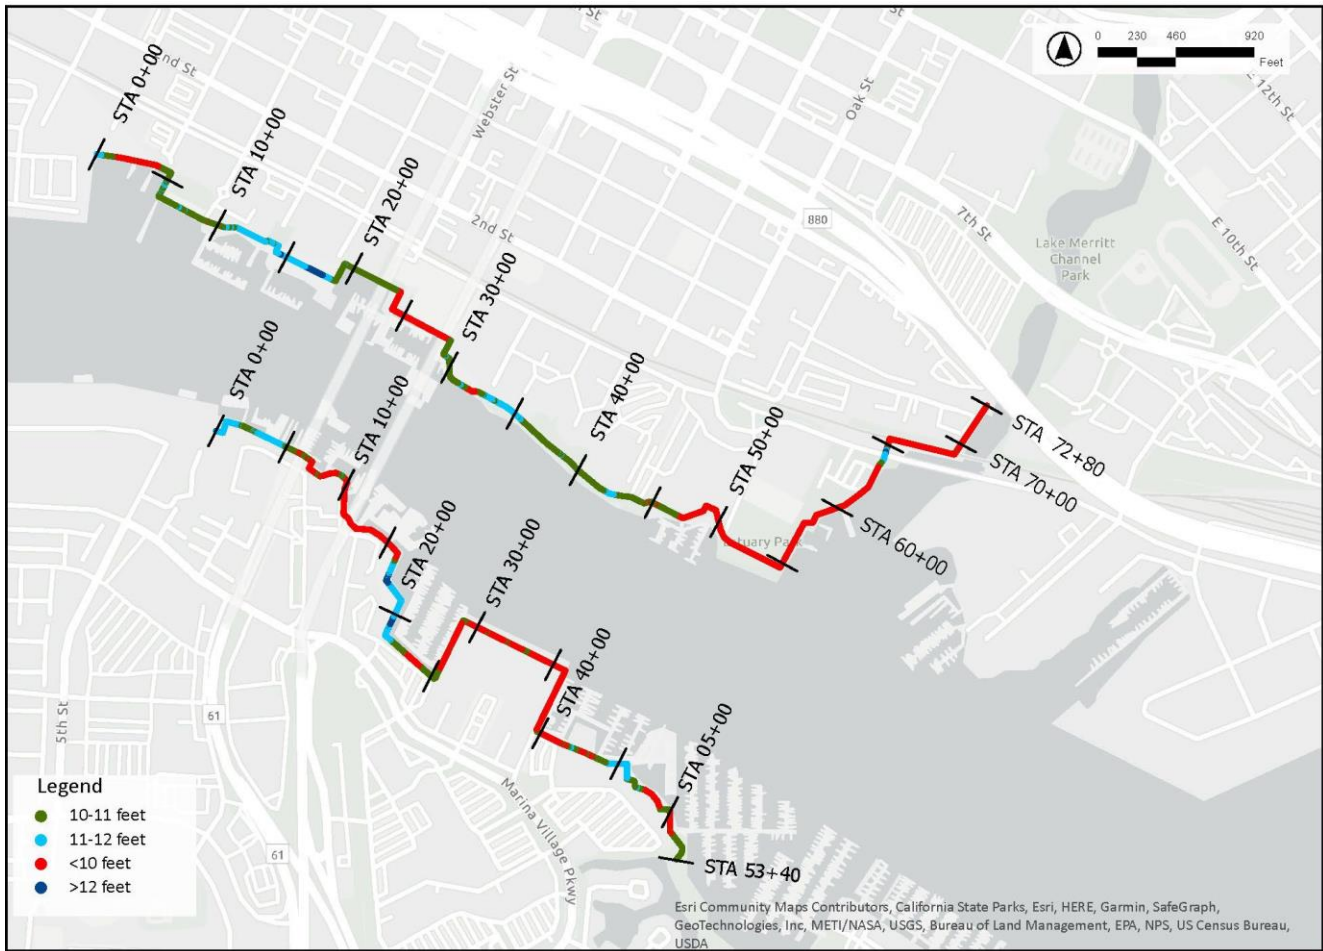 nd St
STA 0+00
STA 10+00
Webster St
STA 20+00
2nd St
STA 30+00
Oak St
0 230 460 920
Feet
E 12th St
880
7th St
E 10th St
Lake Merritt
Channel
Park
STA 0+00
STA 10+00
STA 40+00
STA 50+00
STA 72+80
STA 70+00
STA 60+00
STA 20+00
STA 30+00
tuary Pa
STA 40+00
STA 05+00
STA 53+40
61
5th St
61
Marina Village Pkwy
Legend
10-11 feet
11-12 feet
<10 feet
>12 feet
Esri Community Maps Contributors, California State Parks, Esri, HERE, Garmin, SafeGraph,
GeoTechnologies, Inc, METI/NASA, USGS, Bureau of Land Management, EPA, NPS, US Census Bureau,
USDA